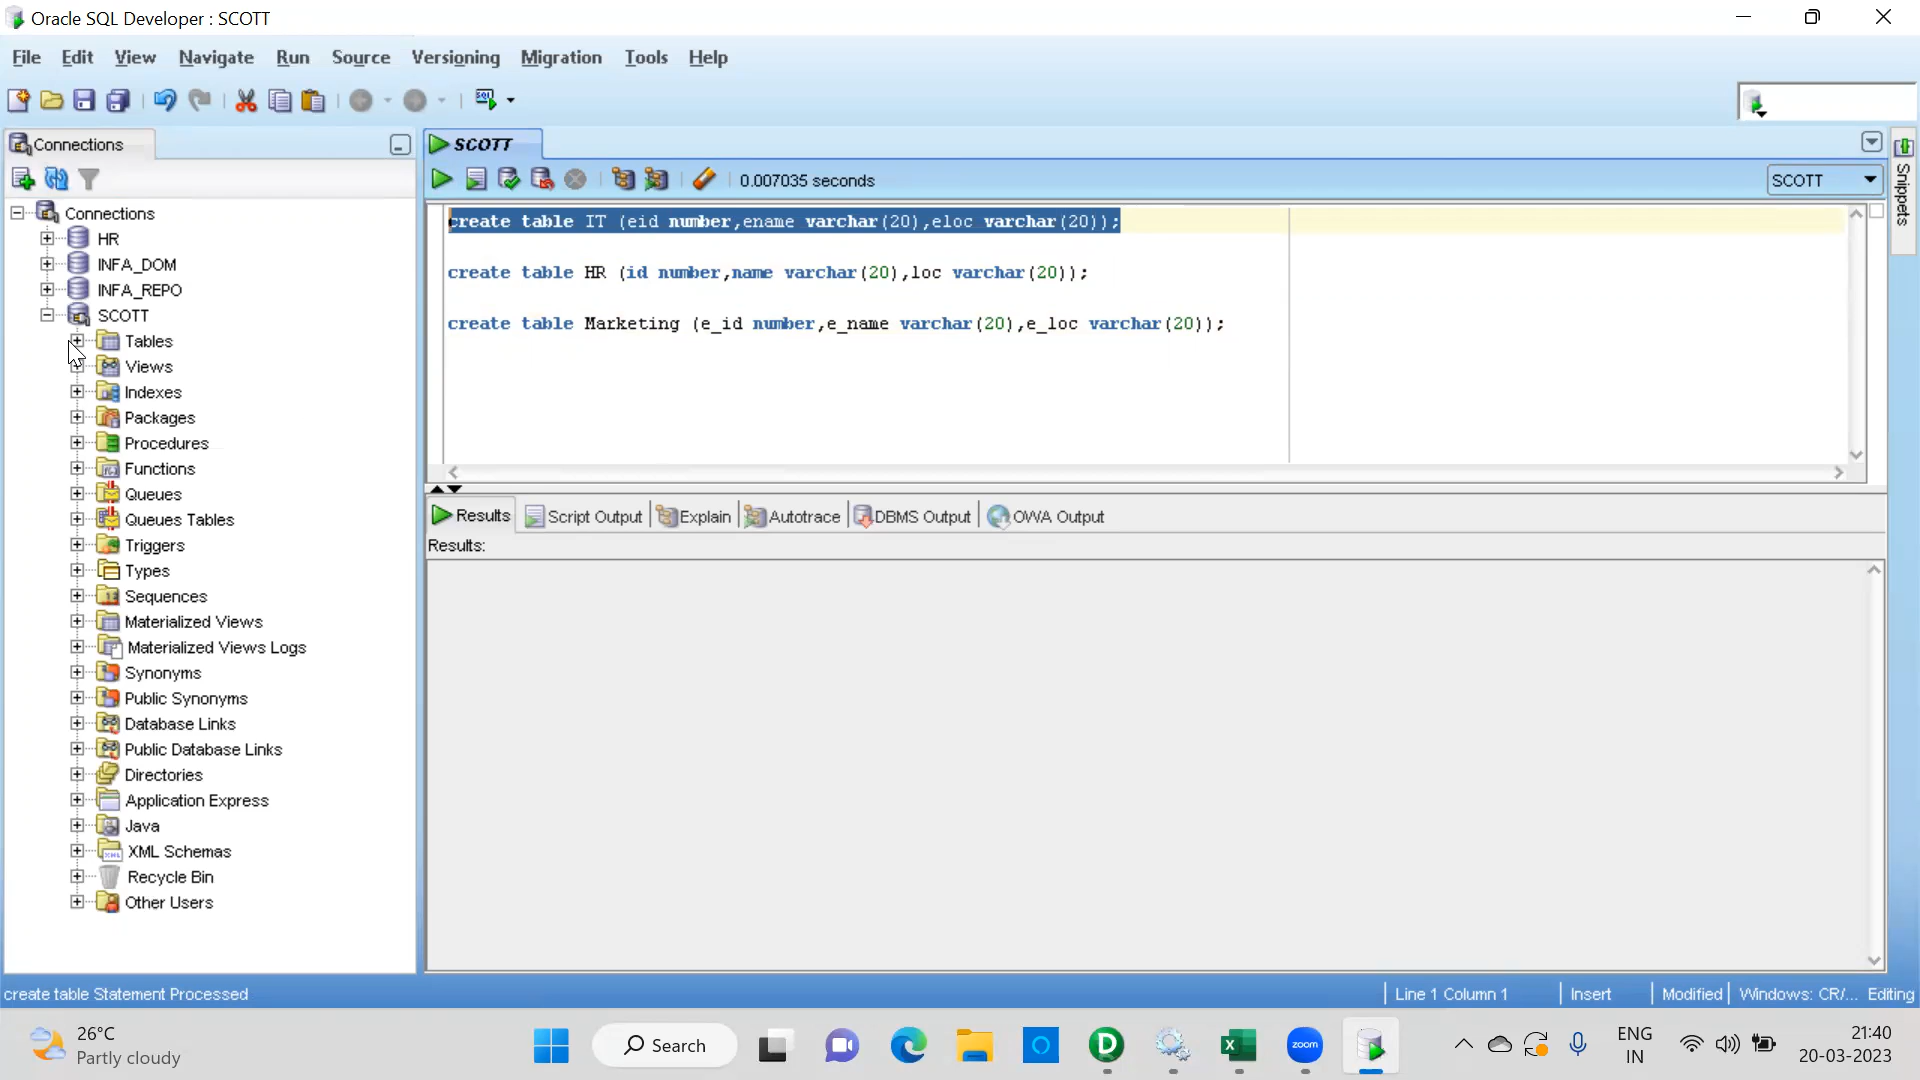 Oracle SQL Developer : SCOTT
File Edit View Navigate Run Source Versioning Migration Tools Help
Connections
SCOTT
0.007035 seconds
SCOTT
Snippets
Connections
HR
INFA_DOM
INFA_REPO
SCOTT
Tables
Views
Indexes
Packages
Procedures
Functions
Queues
Queues Tables
Triggers
Types
Sequences
Materialized Views
Materialized Views Logs
Synonyms
Public Synonyms
Database Links
Public Database Links
Directories
Application Express
Java
XML Schemas
Recycle Bin
Other Users
create table IT (eid number,ename varchar(20),eloc varchar(20));
create table HR (id number,name varchar(20),loc varchar(20));
create table Marketing (e_id number,e_name varchar(20),e_loc varchar(20));
Results Script Output Explain Autotrace DBMS Output OWA Output
Results:
create table Statement Processed
Line 1 Column 1 Insert Modified Windows: CR/... Editing
26°C
Partly cloudy
Search
zoom
ENG
IN
21:40
20-03-2023